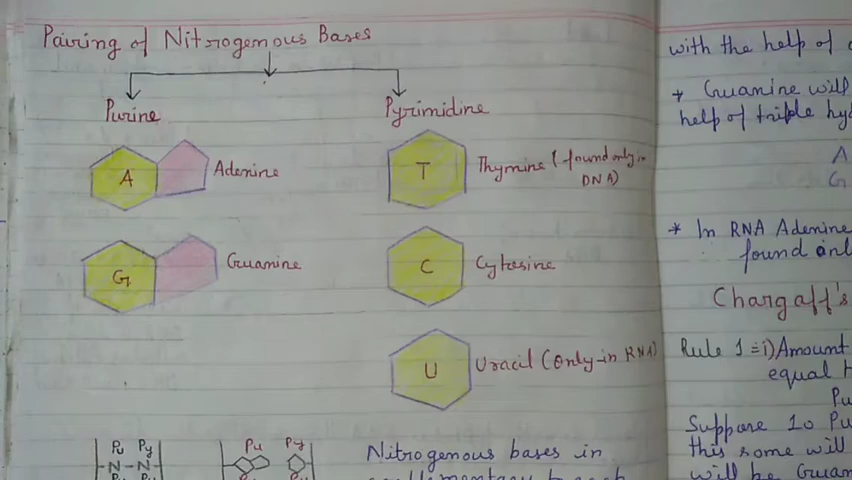 Pairing of Nitrogenous Bases
Purine
Pyrimidine
A
Adenine
T
Thymine (found only in
DNA)
G
Guanine
C
Cytosine
U
Uracil (Only in RNA)
Pu Py
N N
Pu Py
Nitrogenous bases in
with the help of
* Guanine will
help of triple
A
G
* In RNA Adenine
found
Chargaff's
Rule 1 = i) Amount
equal
Pu
Suppose 10 Pu
this some will
will be Guan